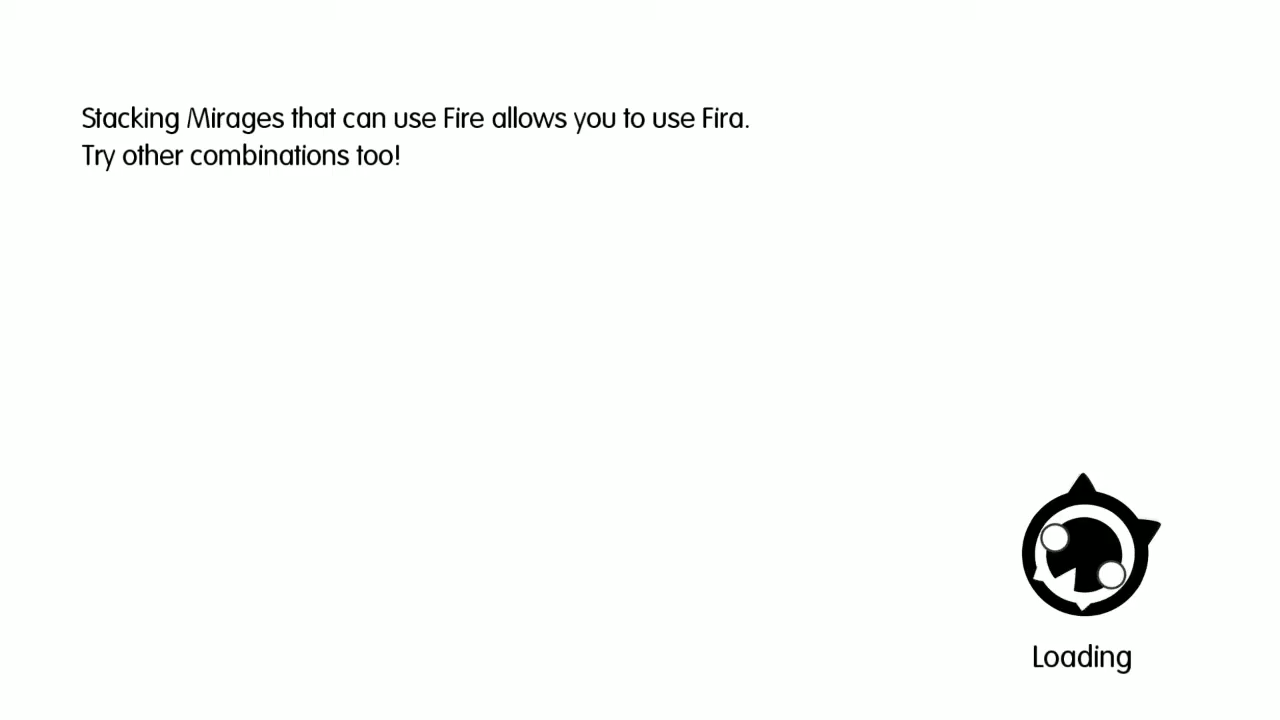 Stacking Mirages that can use Fire allows you to use Fira.
Try other combinations too!
Loading